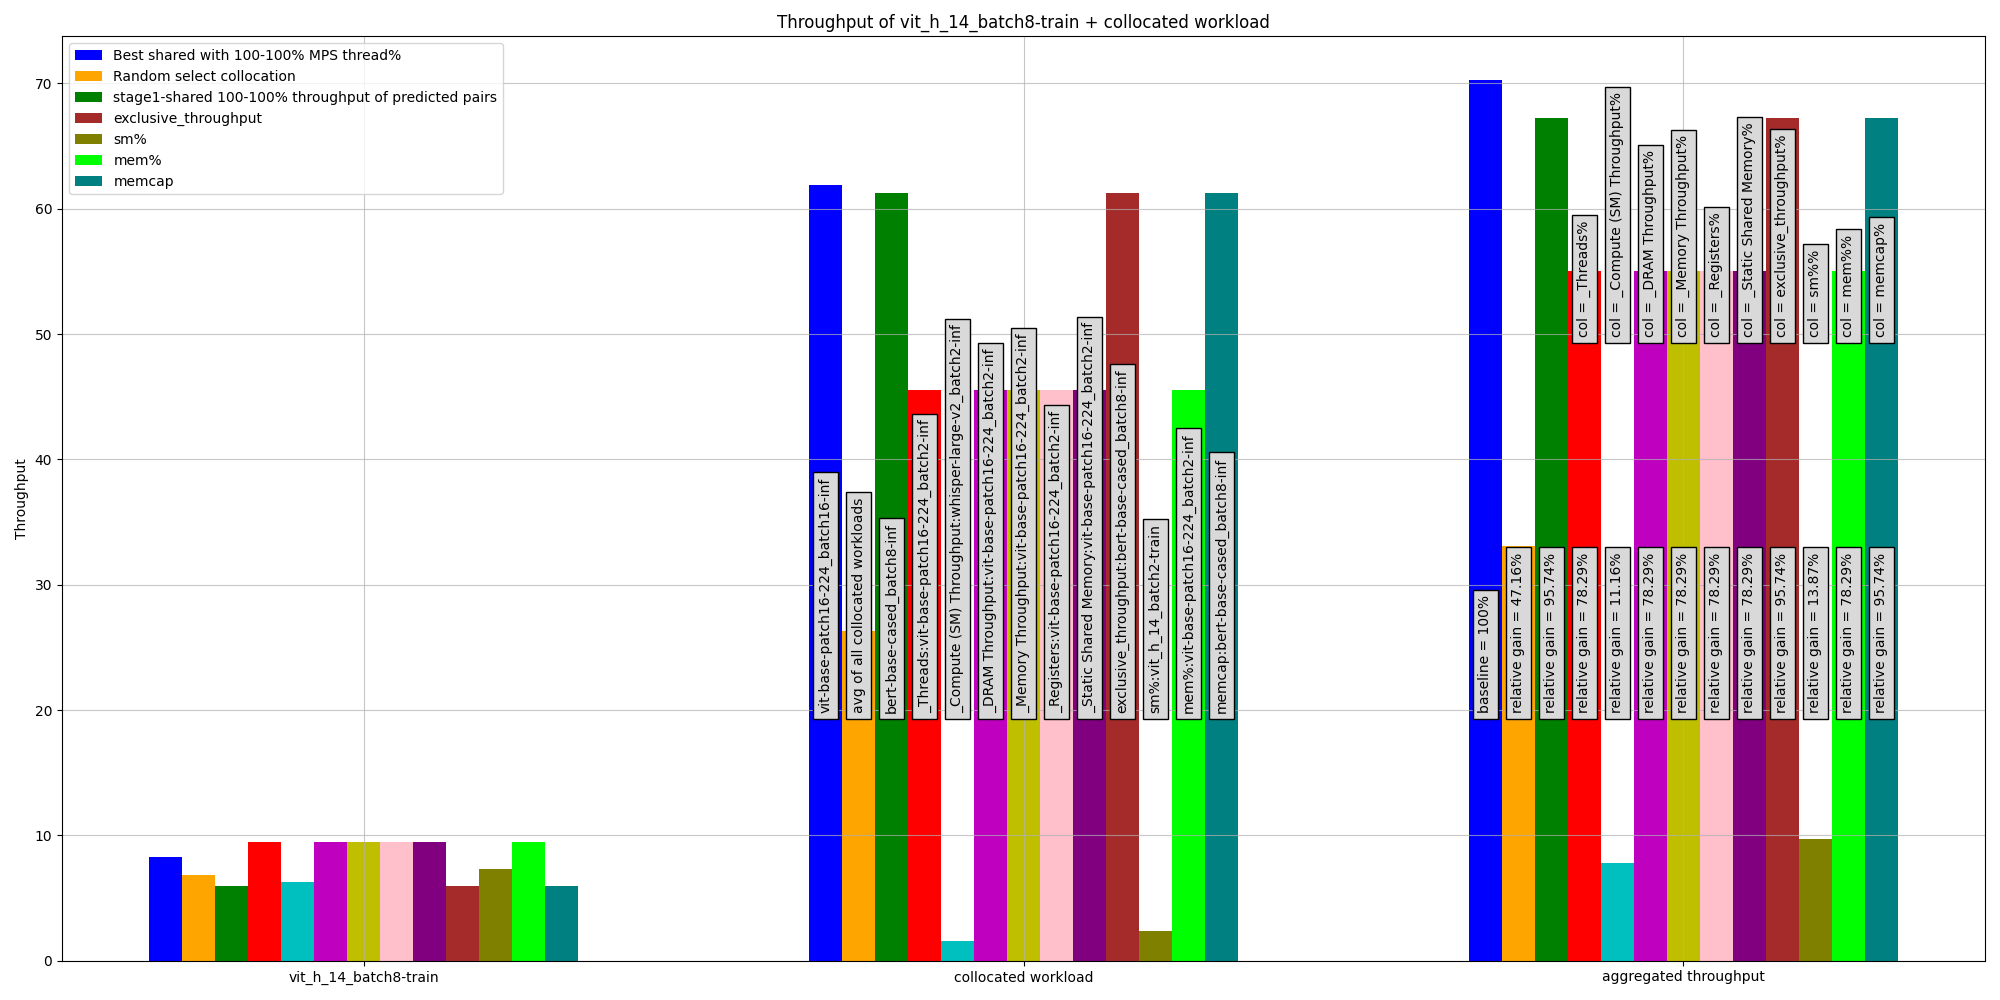 Throughput of vit_h_14_batch8-train + collocated workload
Best shared with 100-100% MPS thread%
Random select collocation
stage1-shared 100-100% throughput of predicted pairs
exclusive_throughput
sm%
mem%
memcap
Throughput
70
60
50
40
30
20
10
0
vit-base-patch16-224_batch16-inf
avg of all collocated workloads
bert-base-cased_batch8-inf
_Threads:vit-base-patch16-224_batch2-inf
_Compute (SM) Throughput:whisper-large-v2_batch2-inf
_DRAM Throughput:vit-base-patch16-224_batch2-inf
_Memory Throughput:vit-base-patch16-224_batch2-inf
_Registers:vit-base-patch16-224_batch2-inf
_Static Shared Memory:vit-base-patch16-224_batch2-inf
exclusive_throughput:bert-base-cased_batch8-inf
sm%:vit_h_14_batch2-train
mem%:vit-base-patch16-224_batch2-inf
memcap:bert-base-cased_batch8-inf
col = _Threads%
col = _Compute (SM) Throughput%
col = _DRAM Throughput%
col = _Memory Throughput%
col = _Registers%
col = _Static Shared Memory%
col = exclusive_throughput%
col = sm%%
col = mem%%
col = memcap%
baseline = 100%
relative gain = 47.16%
relative gain = 95.74%
relative gain = 78.29%
relative gain = 11.16%
relative gain = 78.29%
relative gain = 78.29%
relative gain = 78.29%
relative gain = 78.29%
relative gain = 95.74%
relative gain = 13.87%
relative gain = 78.29%
relative gain = 95.74%
vit_h_14_batch8-train
collocated workload
aggregated throughput